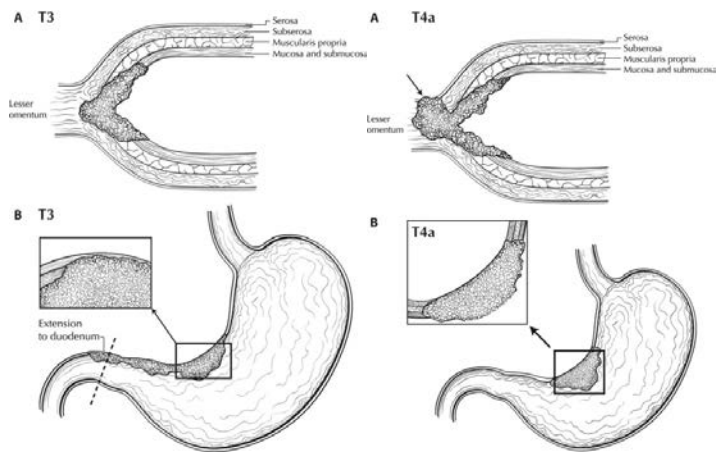 A T3
Serosa
Subserosa
Muscularis propria
Mucosa and submucosa
Lesser
omentum
A T4a
Serosa
Subserosa
Muscularis propria
Mucosa and submucosa
Lesser
omentum
B T3
Extension
to duodenum
B
T4a